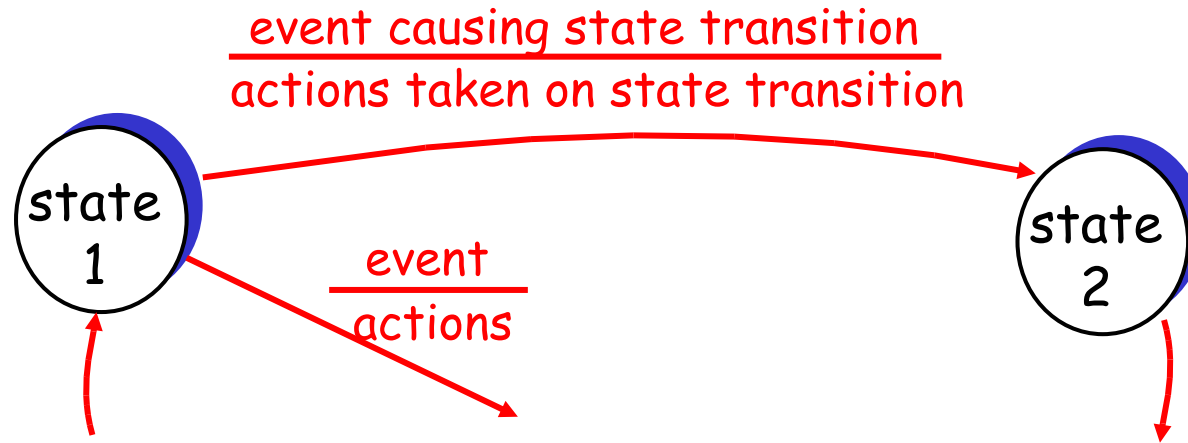 event causing state transition
actions taken on state transition
state
1
event
actions
state
2